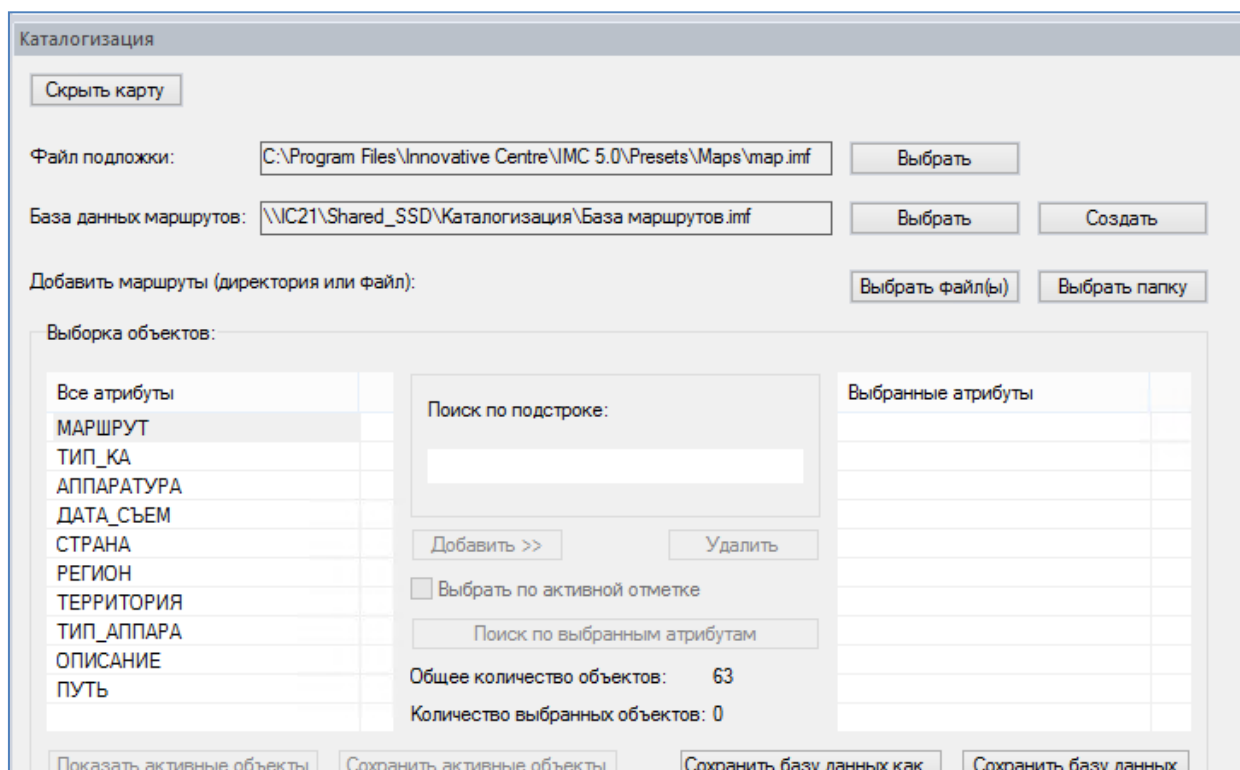 Каталогизация
Скрыть карту
Файл подложки: C:\Program Files\Innovative Centre\IMC 5.0\Presets\Maps\map.imf Выбрать
База данных маршрутов: \\IC21\Shared_SSD\Каталогизация\База маршрутов.imf Выбрать Создать
Добавить маршруты (директория или файл): Выбрать файл(ы) Выбрать папку
Выборка объектов:
Все атрибуты
МАРШРУТ
ТИП_КА
АППАРАТУРА
ДАТА_СЪЕМ
СТРАНА
РЕГИОН
ТЕРРИТОРИЯ
ТИП_АППАРА
ОПИСАНИЕ
ПУТЬ
Поиск по подстроке:
Добавить >> Удалить
Выбрать по активной отметке
Поиск по выбранным атрибутам
Общее количество объектов: 63
Количество выбранных объектов: 0
Выбранные атрибуты
Показать активные объекты Сохранить активные объекты Сохранить базу данных как Сохранить базу данных